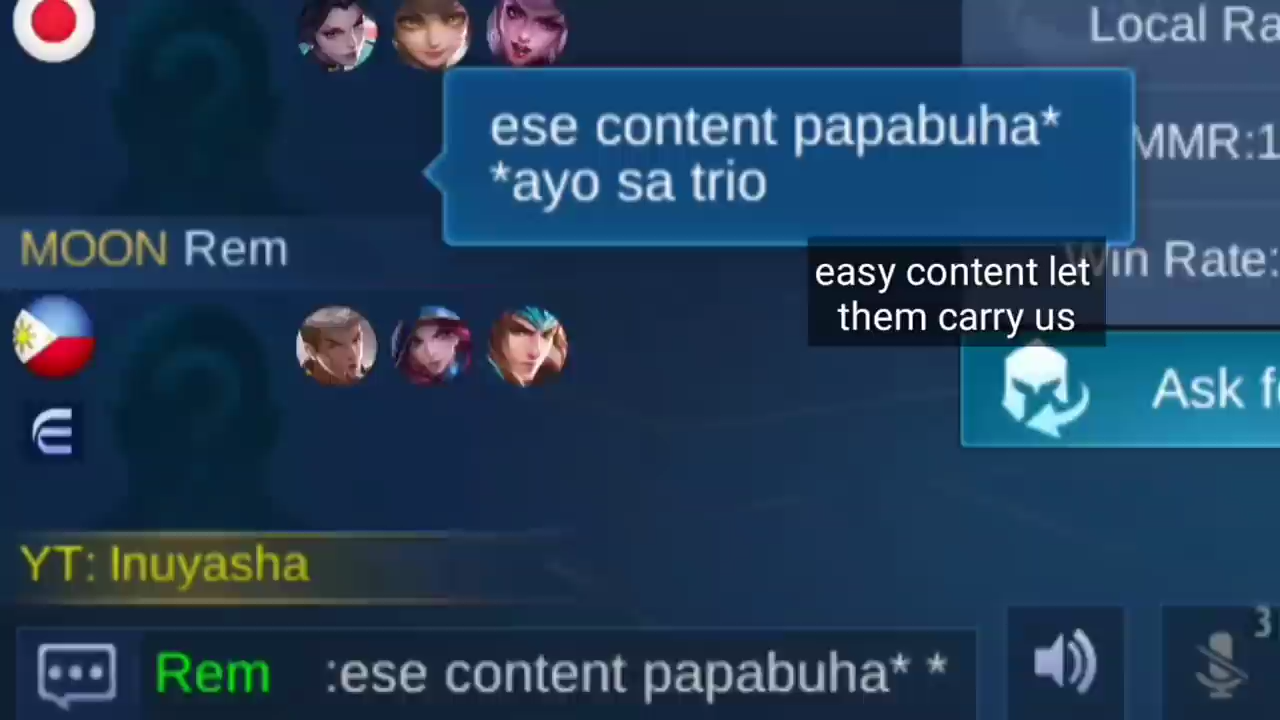 Local Ra
ese content papabuha*
*ayo sa trio
MMR:1
MOON Rem
Win Rate:
easy content let
them carry us
Ask fo
YT: Inuyasha
3
Rem :ese content papabuha* *